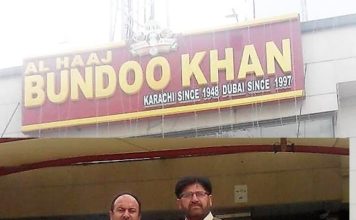 AL HAAJ
BUNDOO KHAN
KARACHI SINCE 1948 DUBAI SINCE 1997